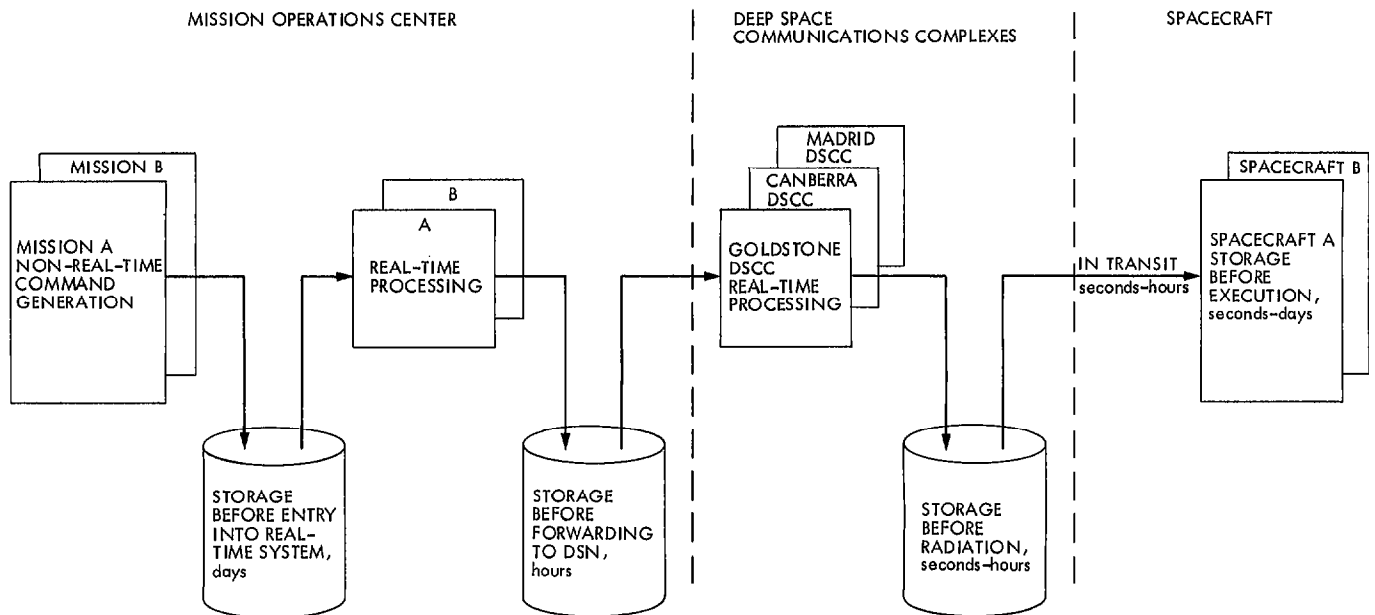 MISSION OPERATIONS CENTER
DEEP SPACE
COMMUNICATIONS COMPLEXES
SPACECRAFT
MISSION B
MISSION A
NON-REAL-TIME
COMMAND
GENERATION
B
A
REAL-TIME
PROCESSING
MADRID
DSCC
CANBERRA
DSCC
GOLDSTONE
DSCC
REAL-TIME
PROCESSING
IN TRANSIT
seconds-hours
SPACECRAFT B
SPACECRAFT A
STORAGE
BEFORE
EXECUTION,
seconds-days
STORAGE
BEFORE ENTRY
INTO REAL-
TIME SYSTEM,
days
STORAGE
BEFORE
FORWARDING
TO DSN,
hours
STORAGE
BEFORE
RADIATION,
seconds-hours